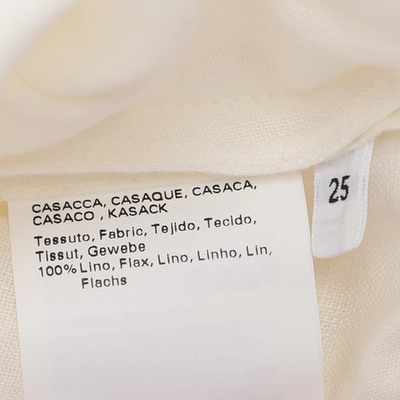 CASACCA, CASAQUE, CASACA,
CASACO , KASACK
Tessuto, Fabric, Tejido, Tecido,
Tissut, Gewebe
100% Lino, Flax, Lino, Linho, Lin,
Flachs
25